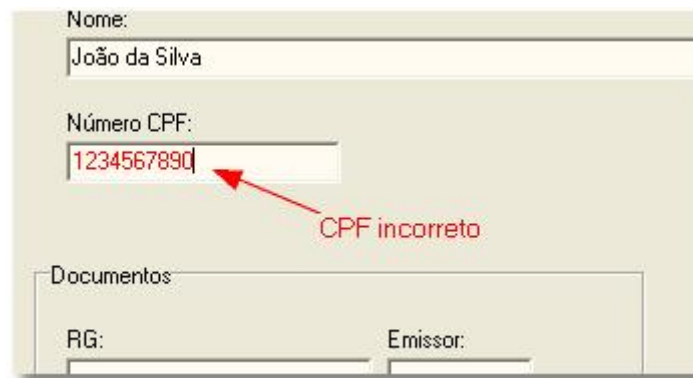 Nome:
João da Silva
Número CPF:
1234567890
CPF incorreto
Documentos
RG:
Emissor: